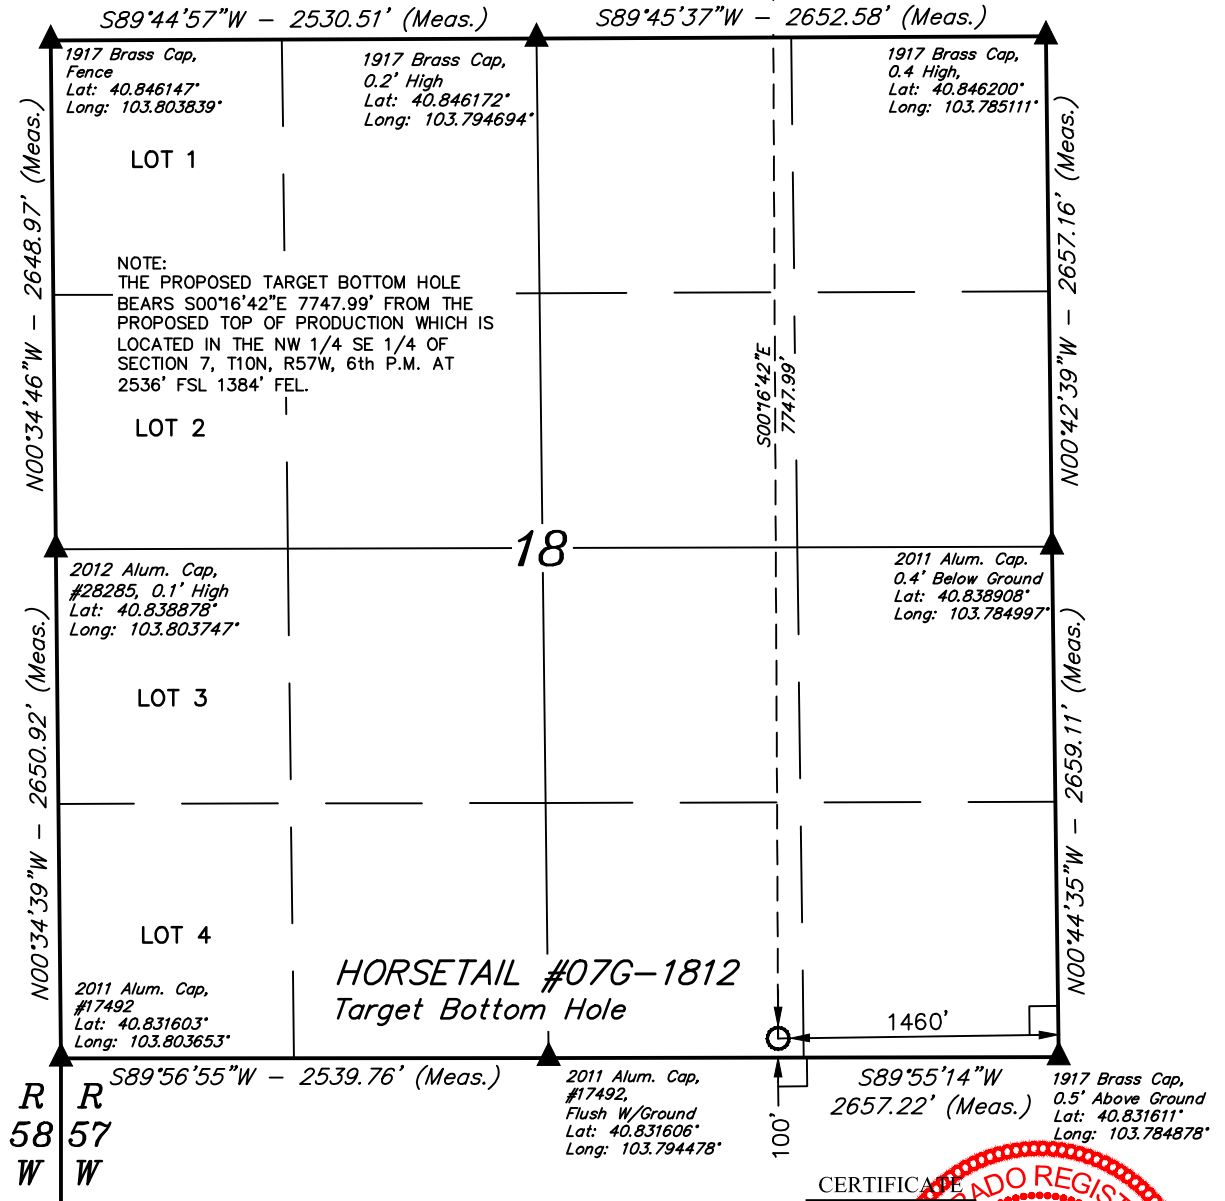 S89°44'57"W - 2530.51' (Meas.)
S89°45'37"W - 2652.58' (Meas.)
1917 Brass Cap,
Fence
Lat: 40.846147°
Long: 103.803839°
1917 Brass Cap,
0.2' High
Lat: 40.846172°
Long: 103.794694°
1917 Brass Cap,
0.4 High,
Lat: 40.846200°
Long: 103.785111°
N00°34'46"W - 2648.97' (Meas.)
LOT 1
N00°42'39"W - 2657.16' (Meas.)
NOTE:
THE PROPOSED TARGET BOTTOM HOLE
BEARS S00°16'42"E 7747.99' FROM THE
PROPOSED TOP OF PRODUCTION WHICH IS
LOCATED IN THE NW 1/4 SE 1/4 OF
SECTION 7, T10N, R57W, 6th P.M. AT
2536' FSL 1384' FEL.
S00°16'42"E
7747.99'
LOT 2
18
2012 Alum. Cap,
#28285, 0.1' High
Lat: 40.838878°
Long: 103.803747°
2011 Alum. Cap.
0.4' Below Ground
Lat: 40.838908°
Long: 103.784997°
N00°34'39"W - 2650.92' (Meas.)
LOT 3
N00°44'35"W - 2659.11' (Meas.)
LOT 4
HORSETAIL #07G-1812
Target Bottom Hole
2011 Alum. Cap,
#17492
Lat: 40.831603°
Long: 103.803653°
1460'
S89°56'55"W - 2539.76' (Meas.)
2011 Alum. Cap,
#17492,
Flush W/Ground
Lat: 40.831606°
Long: 103.794478°
100'
S89°55'14"W
2657.22' (Meas.)
1917 Brass Cap,
0.5' Above Ground
Lat: 40.831611°
Long: 103.784878°
R R
58 57
W W
CERTIFICATE